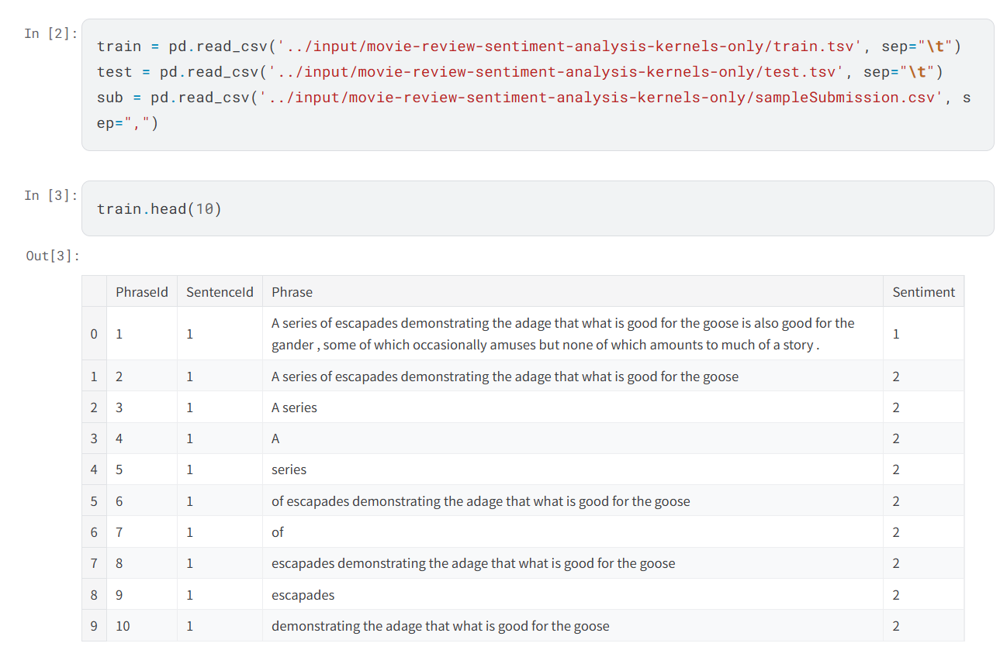 In [2]:
train = pd.read_csv('../input/movie-review-sentiment-analysis-kernels-only/train.tsv', sep="\t")
test = pd.read_csv('../input/movie-review-sentiment-analysis-kernels-only/test.tsv', sep="\t")
sub = pd.read_csv('../input/movie-review-sentiment-analysis-kernels-only/sampleSubmission.csv', s
ep=",")
In [3]:
train.head(10)
Out[3]:
PhraseId SentenceId Phrase Sentiment
0 1 1 A series of escapades demonstrating the adage that what is good for the goose is also good for the
gander , some of which occasionally amuses but none of which amounts to much of a story . 1
1 2 1 A series of escapades demonstrating the adage that what is good for the goose 2
2 3 1 A series 2
3 4 1 A 2
4 5 1 series 2
5 6 1 of escapades demonstrating the adage that what is good for the goose 2
6 7 1 of 2
7 8 1 escapades demonstrating the adage that what is good for the goose 2
8 9 1 escapades 2
9 10 1 demonstrating the adage that what is good for the goose 2